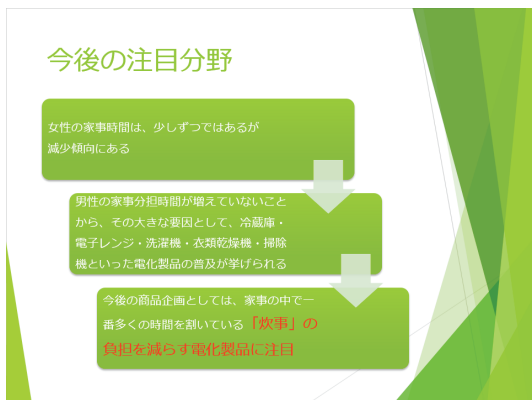 今後の注目分野
女性の家事時間は、少しずつではあるが
減少傾向にある
男性の家事分担時間が増えていないこと
から、その大きな要因として、冷蔵庫・
電子レンジ・洗濯機・衣類乾燥機・掃除
機といった電化製品の普及が挙げられる
今後の商品企画としては、家事の中で一
番多くの時間を割いている「炊事」の
負担を減らす電化製品に注目